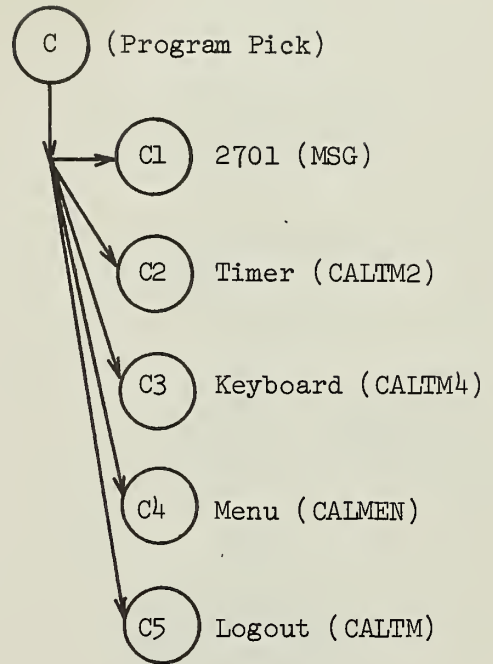 C (Program Pick)
C1 2701 (MSG)
C2 Timer (CALTM2)
C3 Keyboard (CALTM4)
C4 Menu (CALMEN)
C5 Logout (CALTM)